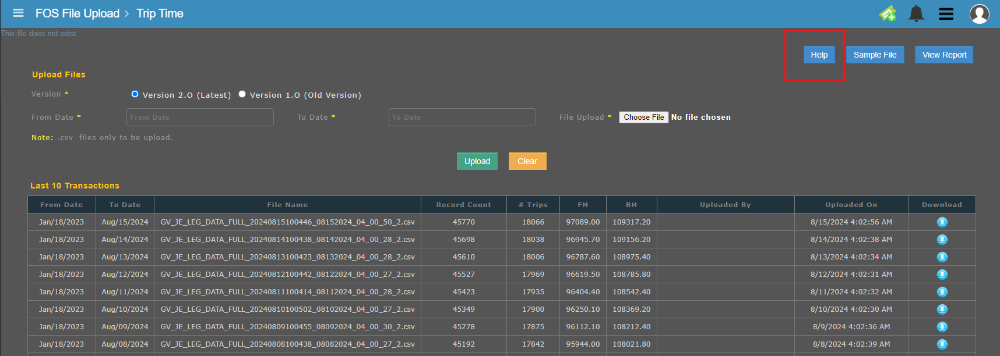 FOS File Upload > Trip Time
This file does not exist.
Help Sample File View Report
Upload Files
Version * Version 2.O (Latest) Version 1.O (Old Version)
From Date * From Date To Date * To Date File Upload * Choose File No file chosen
Note: .csv files only to be upload.
Upload Clear
Last 10 Transactions
From Date To Date File Name Record Count # Trips FH BH Uploaded By Uploaded On Download
Jan/18/2023 Aug/15/2024 GV_JE_LEG_DATA_FULL_20240815100446_08152024_04_00_50_2.csv 45770 18066 97089.00 109317.20 8/15/2024 4:02:56 AM
Jan/18/2023 Aug/14/2024 GV_JE_LEG_DATA_FULL_20240814100438_08142024_04_00_28_2.csv 45698 18038 96945.70 109156.20 8/14/2024 4:02:38 AM
Jan/18/2023 Aug/13/2024 GV_JE_LEG_DATA_FULL_20240813100423_08132024_04_00_28_2.csv 45610 18006 96787.60 108975.40 8/13/2024 4:02:34 AM
Jan/18/2023 Aug/12/2024 GV_JE_LEG_DATA_FULL_20240812100442_08122024_04_00_27_2.csv 45527 17969 96619.50 108785.80 8/12/2024 4:02:31 AM
Jan/18/2023 Aug/11/2024 GV_JE_LEG_DATA_FULL_20240811100414_08112024_04_00_28_2.csv 45423 17935 96404.40 108542.40 8/11/2024 4:02:32 AM
Jan/18/2023 Aug/10/2024 GV_JE_LEG_DATA_FULL_20240810100502_08102024_04_00_27_2.csv 45349 17900 96250.10 108369.20 8/10/2024 4:02:30 AM
Jan/18/2023 Aug/09/2024 GV_JE_LEG_DATA_FULL_20240809100455_08092024_04_00_30_2.csv 45278 17875 96112.10 108212.40 8/9/2024 4:02:36 AM
Jan/18/2023 Aug/08/2024 GV_JE_LEG_DATA_FULL_20240808100438_08082024_04_00_27_2.csv 45192 17842 95944.00 108021.80 8/8/2024 4:02:39 AM